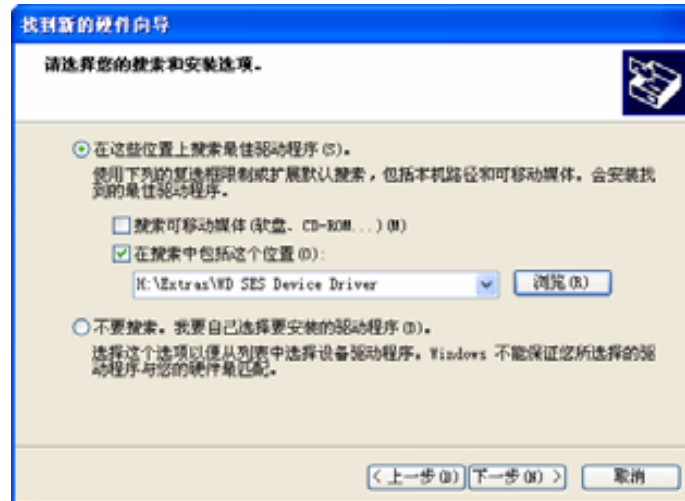 找到新的硬件向导
请选择您的搜索和安装选项。
在这些位置上搜索最佳驱动程序(S)。
使用下列的复选框限制或扩展默认搜索，包括本机路径和可移动媒体。会安装找
到的最佳驱动程序。
搜索可移动媒体(软盘、CD-ROM...)(M)
在搜索中包括这个位置(O):
H:\Extras\WD SES Device Driver
浏览(R)
不要搜索。我要自己选择要安装的驱动程序(D)。
选择这个选项以便从列表中选择设备驱动程序。Windows 不能保证您所选择的驱
动程序与您的硬件最匹配。
< 上一步(B)
下一步(N) >
取消